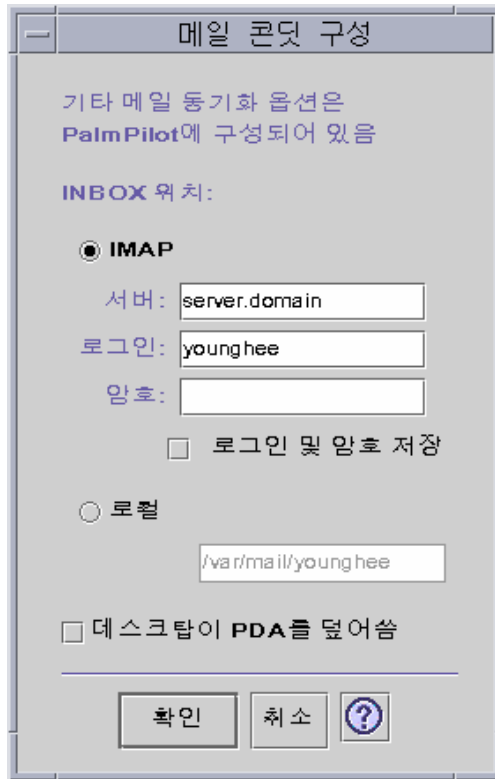 메일 콘딧 구성
기타 메일 동기화 옵션은
PalmPilot에 구성되어 있음
INBOX 위치:
IMAP
서버: server.domain
로그인: younghee
암호:
로그인 및 암호 저장
로컬
/var/mail/younghee
데스크탑이 PDA를 덮어씀
확인 취소 ?